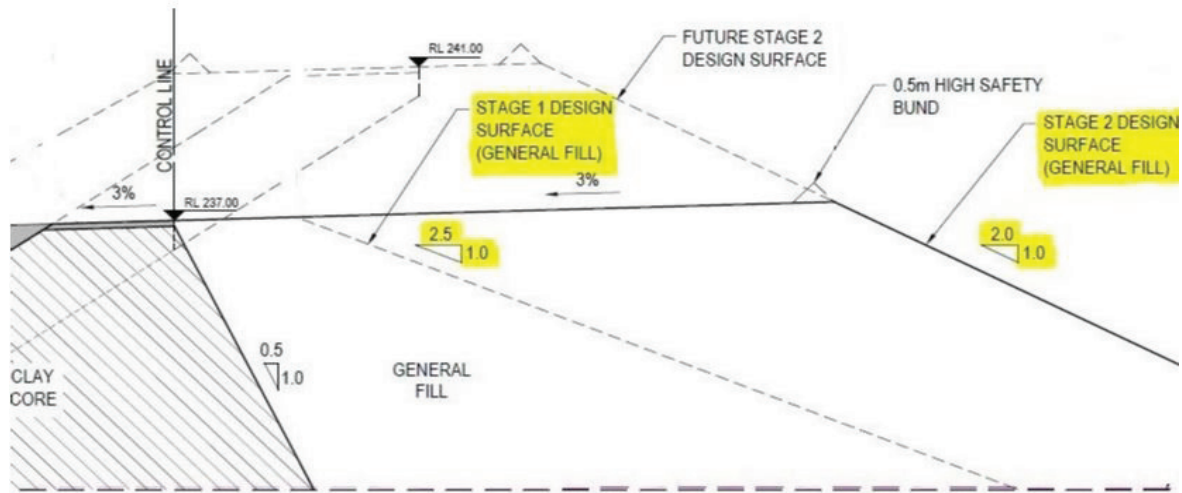 RL 241.00
FUTURE STAGE 2
DESIGN SURFACE
CONTROL LINE
0.5m HIGH SAFETY
BUND
STAGE 1 DESIGN
SURFACE
(GENERAL FILL)
STAGE 2 DESIGN
SURFACE
(GENERAL FILL)
3%
3%
RL 237.00
2.5
1.0
2.0
1.0
0.5
1.0
CLAY
CORE
GENERAL
FILL